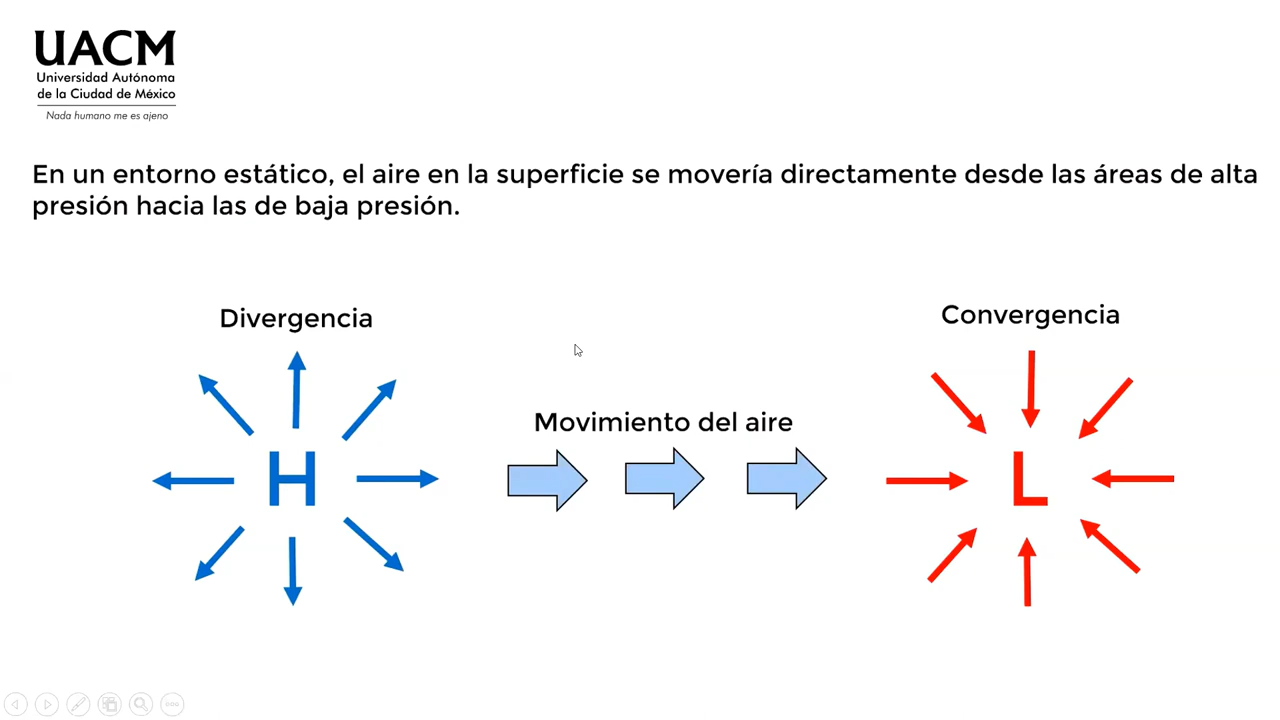 UACM
Universidad Autónoma
de la Ciudad de México
Nada humano me es ajeno
En un entorno estático, el aire en la superficie se movería directamente desde las áreas de alta
presión hacia las de baja presión.
Divergencia
Convergencia
Movimiento del aire
H
L